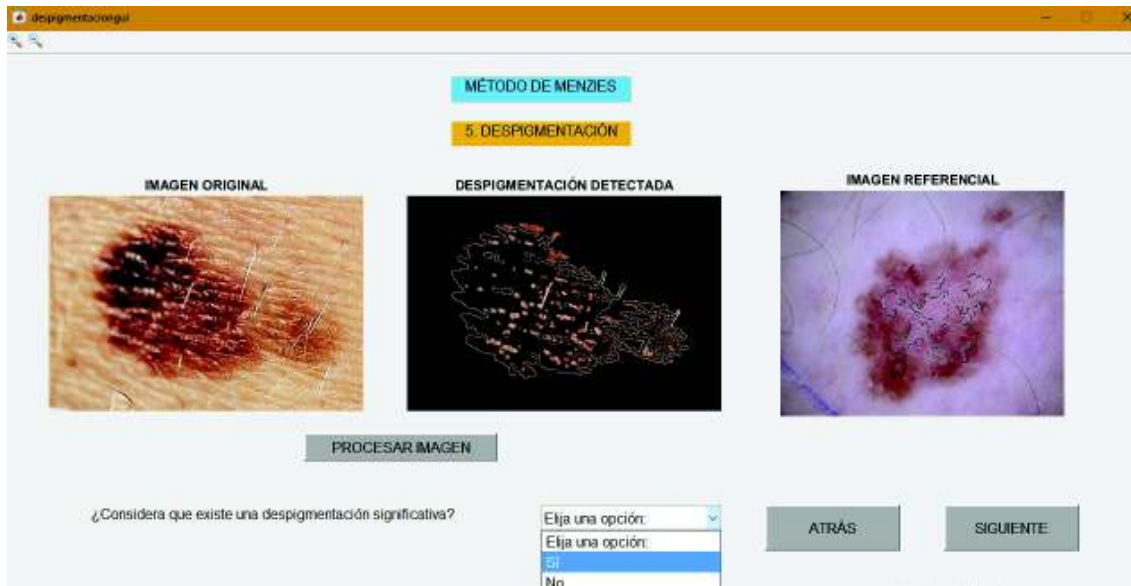 despigmentaciongui
MÉTODO DE MENZIES
5. DESPIGMENTACIÓN
IMAGEN ORIGINAL
DESPIGMENTACIÓN DETECTADA
IMAGEN REFERENCIAL
PROCESAR IMAGEN
¿Considera que existe una despigmentación significativa?
Elija una opción:
Elija una opción:
Sí
No
ATRÁS
SIGUIENTE